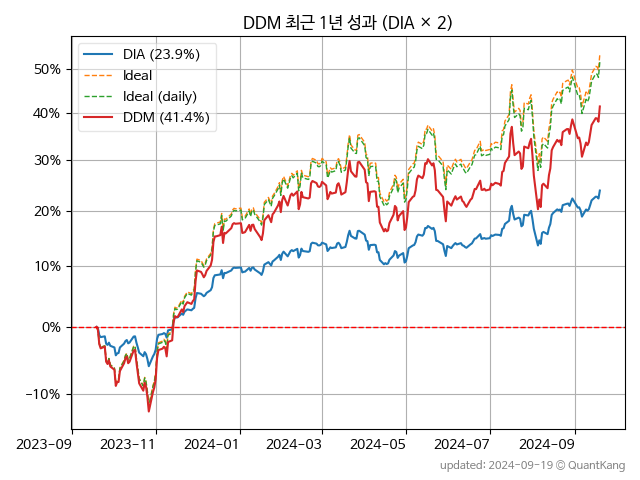 DDM 최근 1년 성과 (DIA × 2)
DIA (23.9%)
Ideal
Ideal (daily)
DDM (41.4%)
50%
40%
30%
20%
10%
0%
−10%
2023-09
2023-11
2024-01
2024-03
2024-05
2024-07
2024-09
updated: 2024-09-19 @ QuantKang